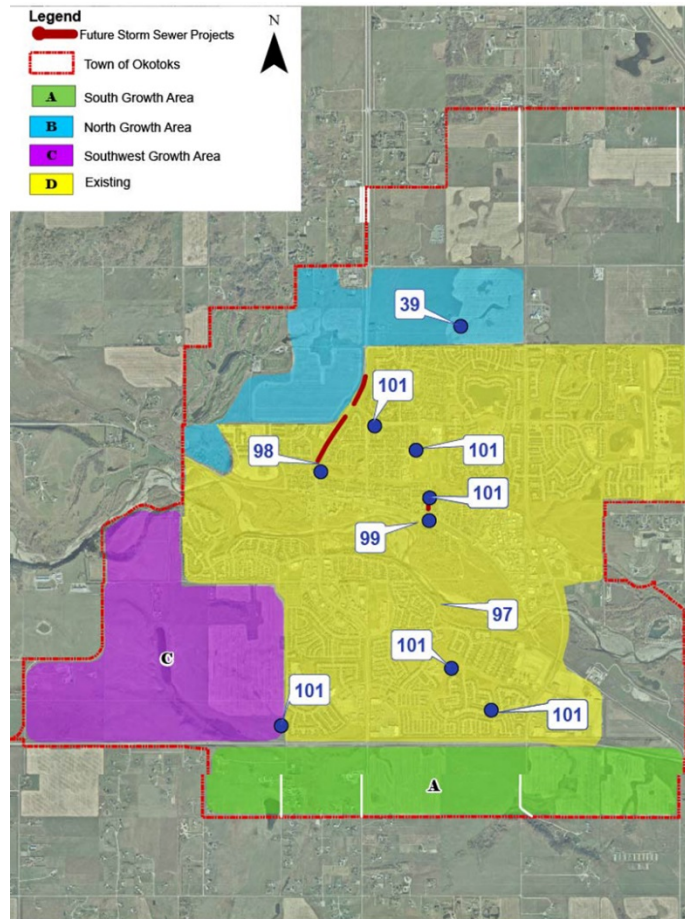 Legend
Future Storm Sewer Projects
Town of Okotoks
A South Growth Area
B North Growth Area
C Southwest Growth Area
D Existing
N
39
101
98
101
101
99
97
101
101
101
C
A